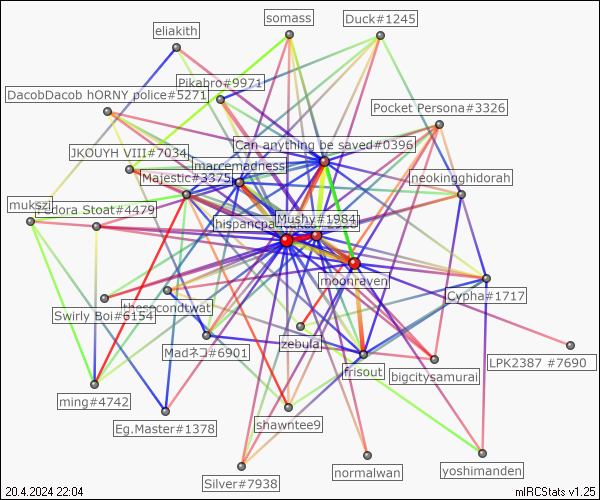 somass
Duck#1245
eliakith
Pikabro#9971
DacobDacob hORNY police#5271
Pocket Persona#3326
Can anything be saved#0396
JKOUYH VIII#7034
marcemadness
Majestic#3375
neokingghidorah
mukszi
Fedora Stoat#4479
Mushy#1984
moonraven
Cypha#1717
thesecondtwat
Swirly Boi#6154
zebula
Madネコ#6901
LPK2387 #7690
frisout
bigcitysamurai
ming#4742
Eg.Master#1378
shawntee9
Silver#7938
normalwan
yoshimanden
20.4.2024 22:04
mIRCStats v1.25